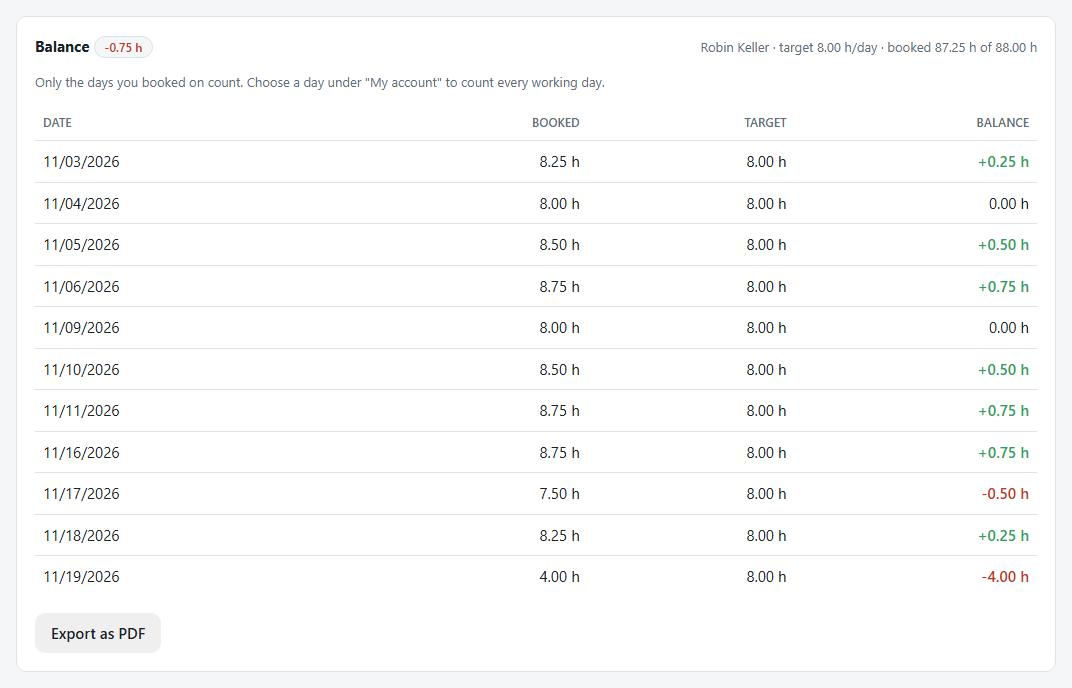 Balance -0.75 h Robin Keller · target 8.00 h/day · booked 87.25 h of 88.00 h
Only the days you booked on count. Choose a day under "My account" to count every working day.
DATE BOOKED TARGET BALANCE
11/03/2026 8.25 h 8.00 h +0.25 h
11/04/2026 8.00 h 8.00 h 0.00 h
11/05/2026 8.50 h 8.00 h +0.50 h
11/06/2026 8.75 h 8.00 h +0.75 h
11/09/2026 8.00 h 8.00 h 0.00 h
11/10/2026 8.50 h 8.00 h +0.50 h
11/11/2026 8.75 h 8.00 h +0.75 h
11/16/2026 8.75 h 8.00 h +0.75 h
11/17/2026 7.50 h 8.00 h -0.50 h
11/18/2026 8.25 h 8.00 h +0.25 h
11/19/2026 4.00 h 8.00 h -4.00 h
Export as PDF